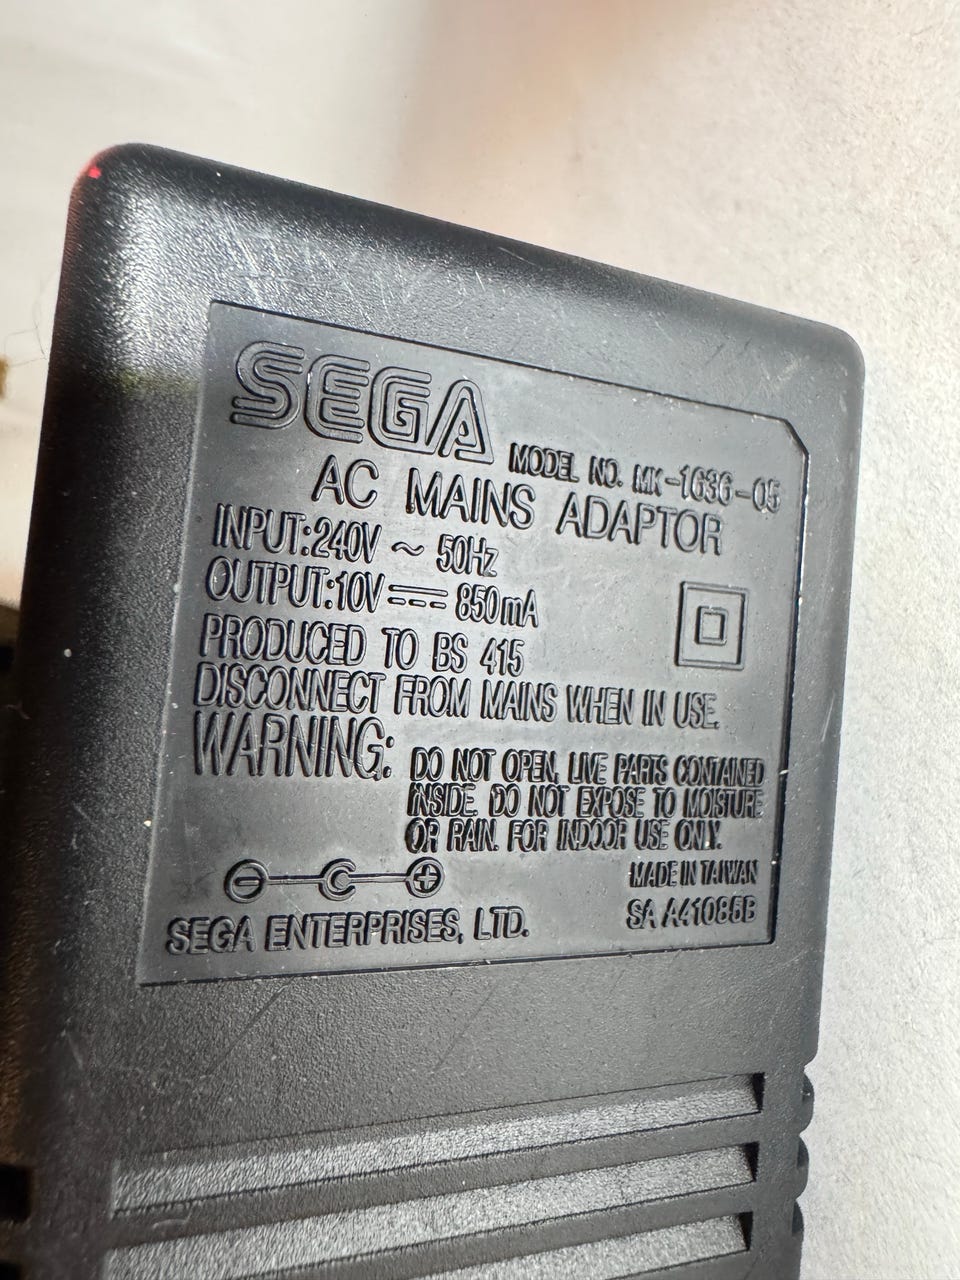 SEGA
MODEL NO. MK-1636-05
AC MAINS ADAPTOR
INPUT:240V ~ 50Hz
OUTPUT:10V ⎓ 850mA
PRODUCED TO BS 415
DISCONNECT FROM MAINS WHEN IN USE.
WARNING: DO NOT OPEN, LIVE PARTS CONTAINED
INSIDE. DO NOT EXPOSE TO MOISTURE
OR RAIN. FOR INDOOR USE ONLY.
MADE IN TAIWAN
SEGA ENTERPRISES, LTD.
SA A41085B